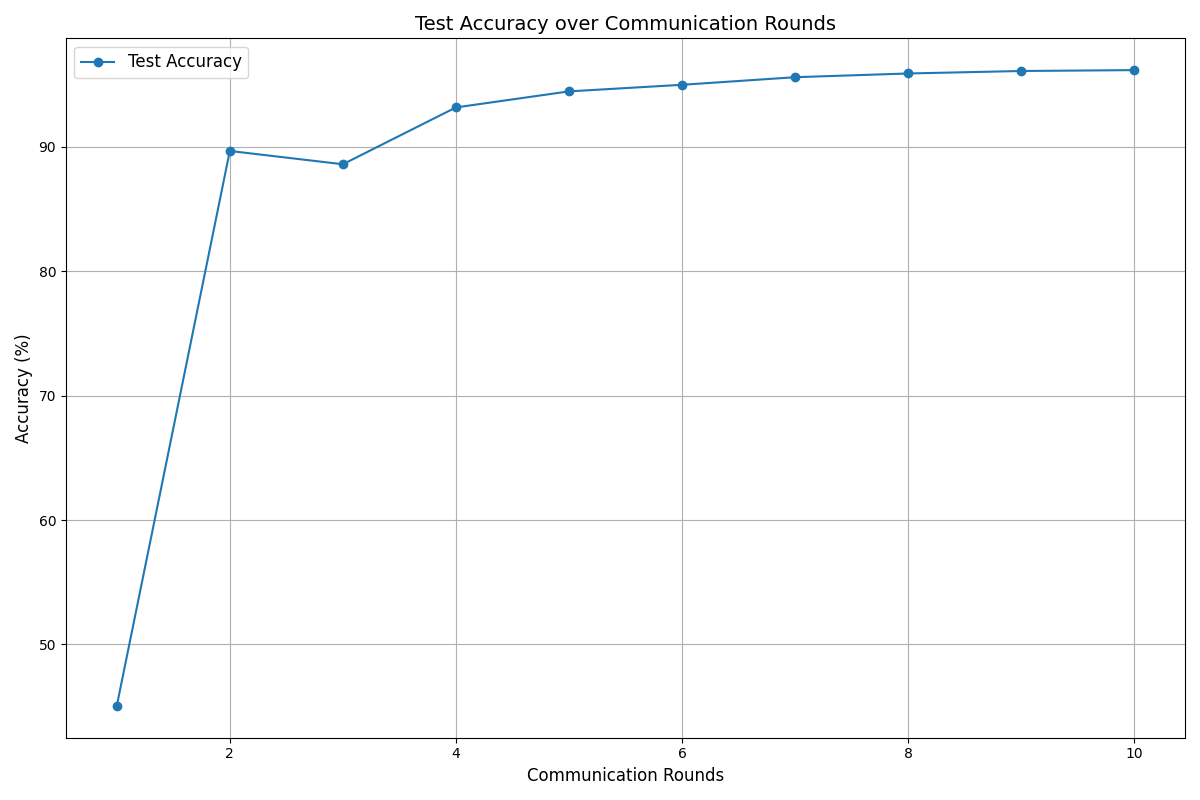 Test Accuracy over Communication Rounds
Test Accuracy
Accuracy (%)
90
80
70
60
50
2 4 6 8 10
Communication Rounds